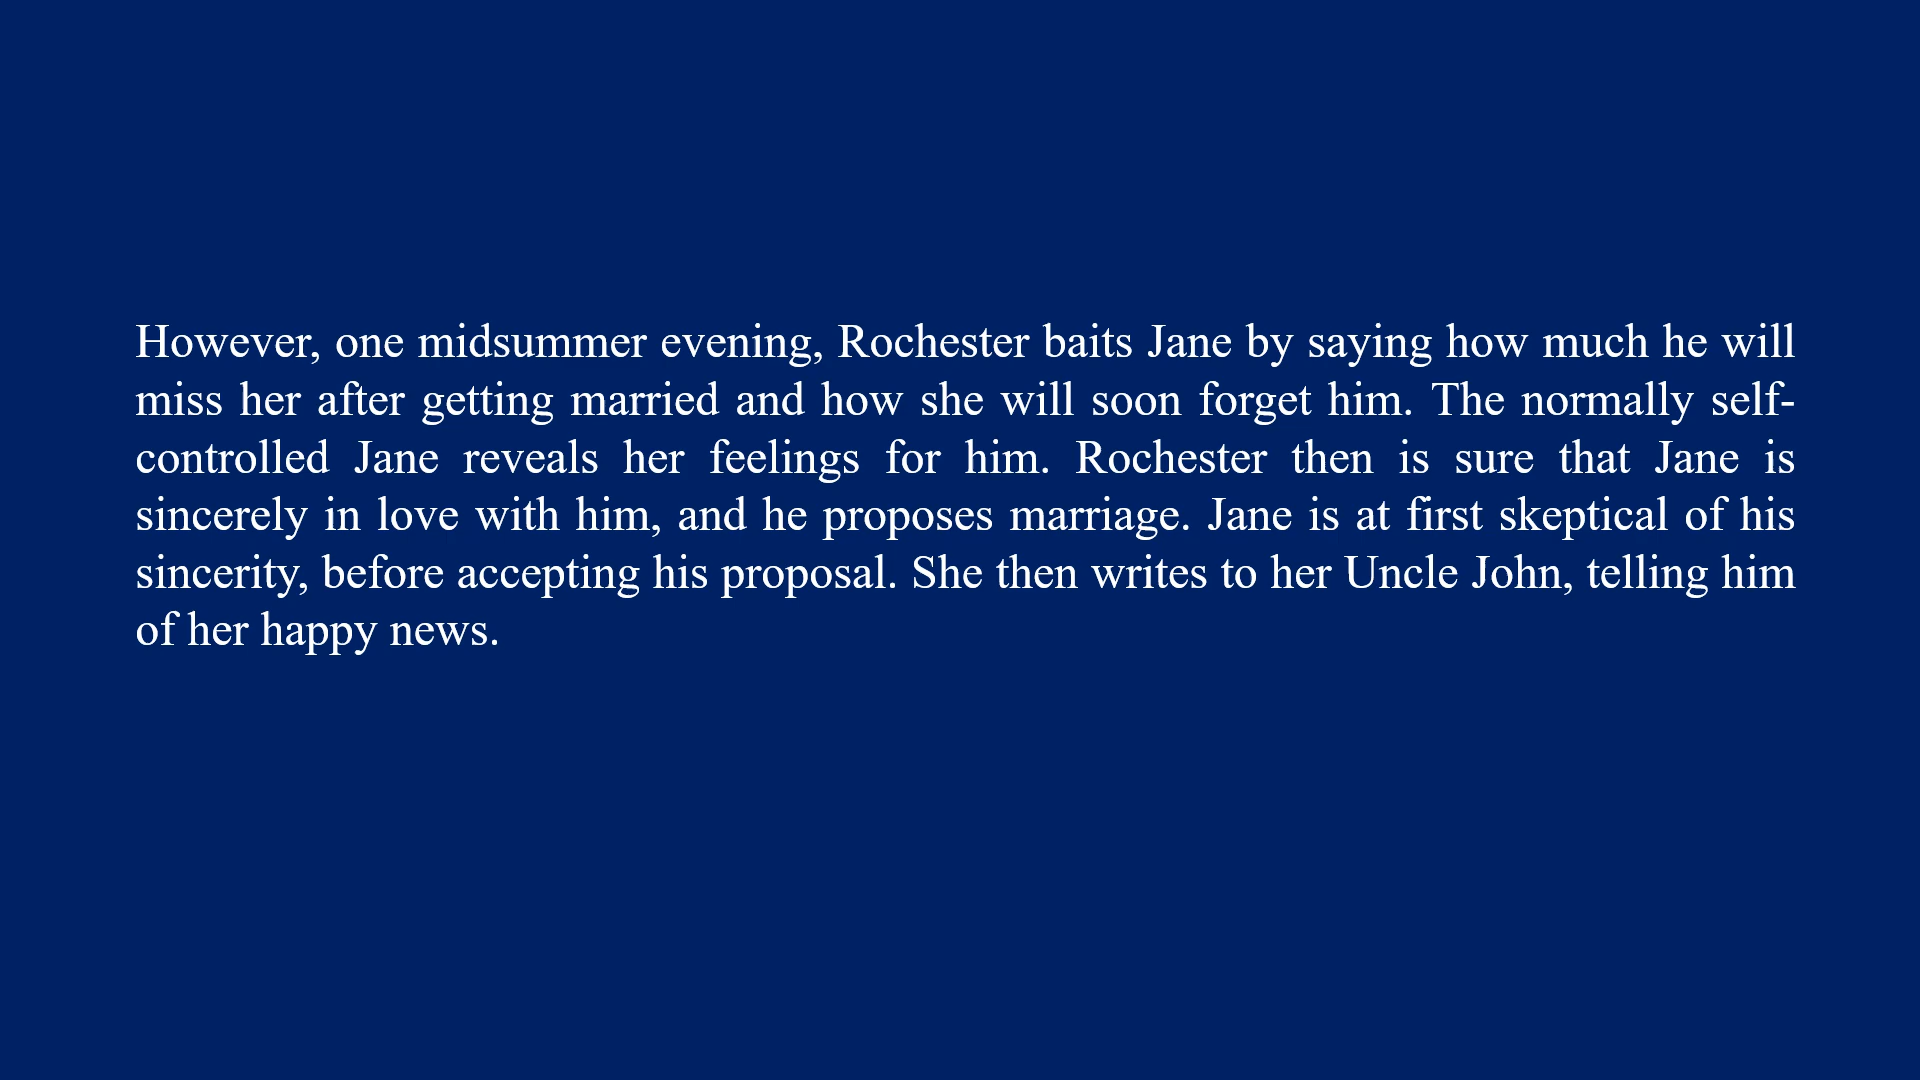 However, one midsummer evening, Rochester baits Jane by saying how much he will
miss her after getting married and how she will soon forget him. The normally self-
controlled Jane reveals her feelings for him. Rochester then is sure that Jane is
sincerely in love with him, and he proposes marriage. Jane is at first skeptical of his
sincerity, before accepting his proposal. She then writes to her Uncle John, telling him
of her happy news.